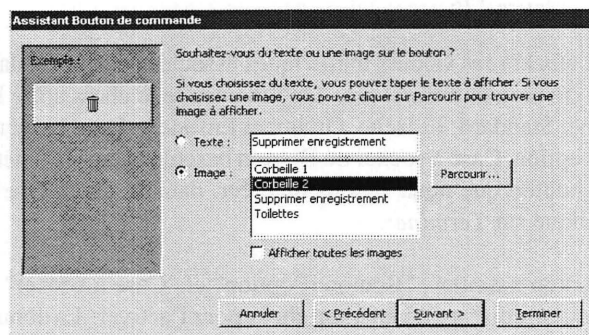 Assistant Bouton de commande
Exemple :
Souhaitez-vous du texte ou une image sur le bouton ?
Si vous choisissez du texte, vous pouvez taper le texte à afficher. Si vous
choisissez une image, vous pouvez cliquer sur Parcourir pour trouver une
image à afficher.
Texte : Supprimer enregistrement
Image : Corbeille 1
Corbeille 2
Supprimer enregistrement
Toilettes
Parcourir...
Afficher toutes les images
Annuler < Précédent Suivant > Terminer